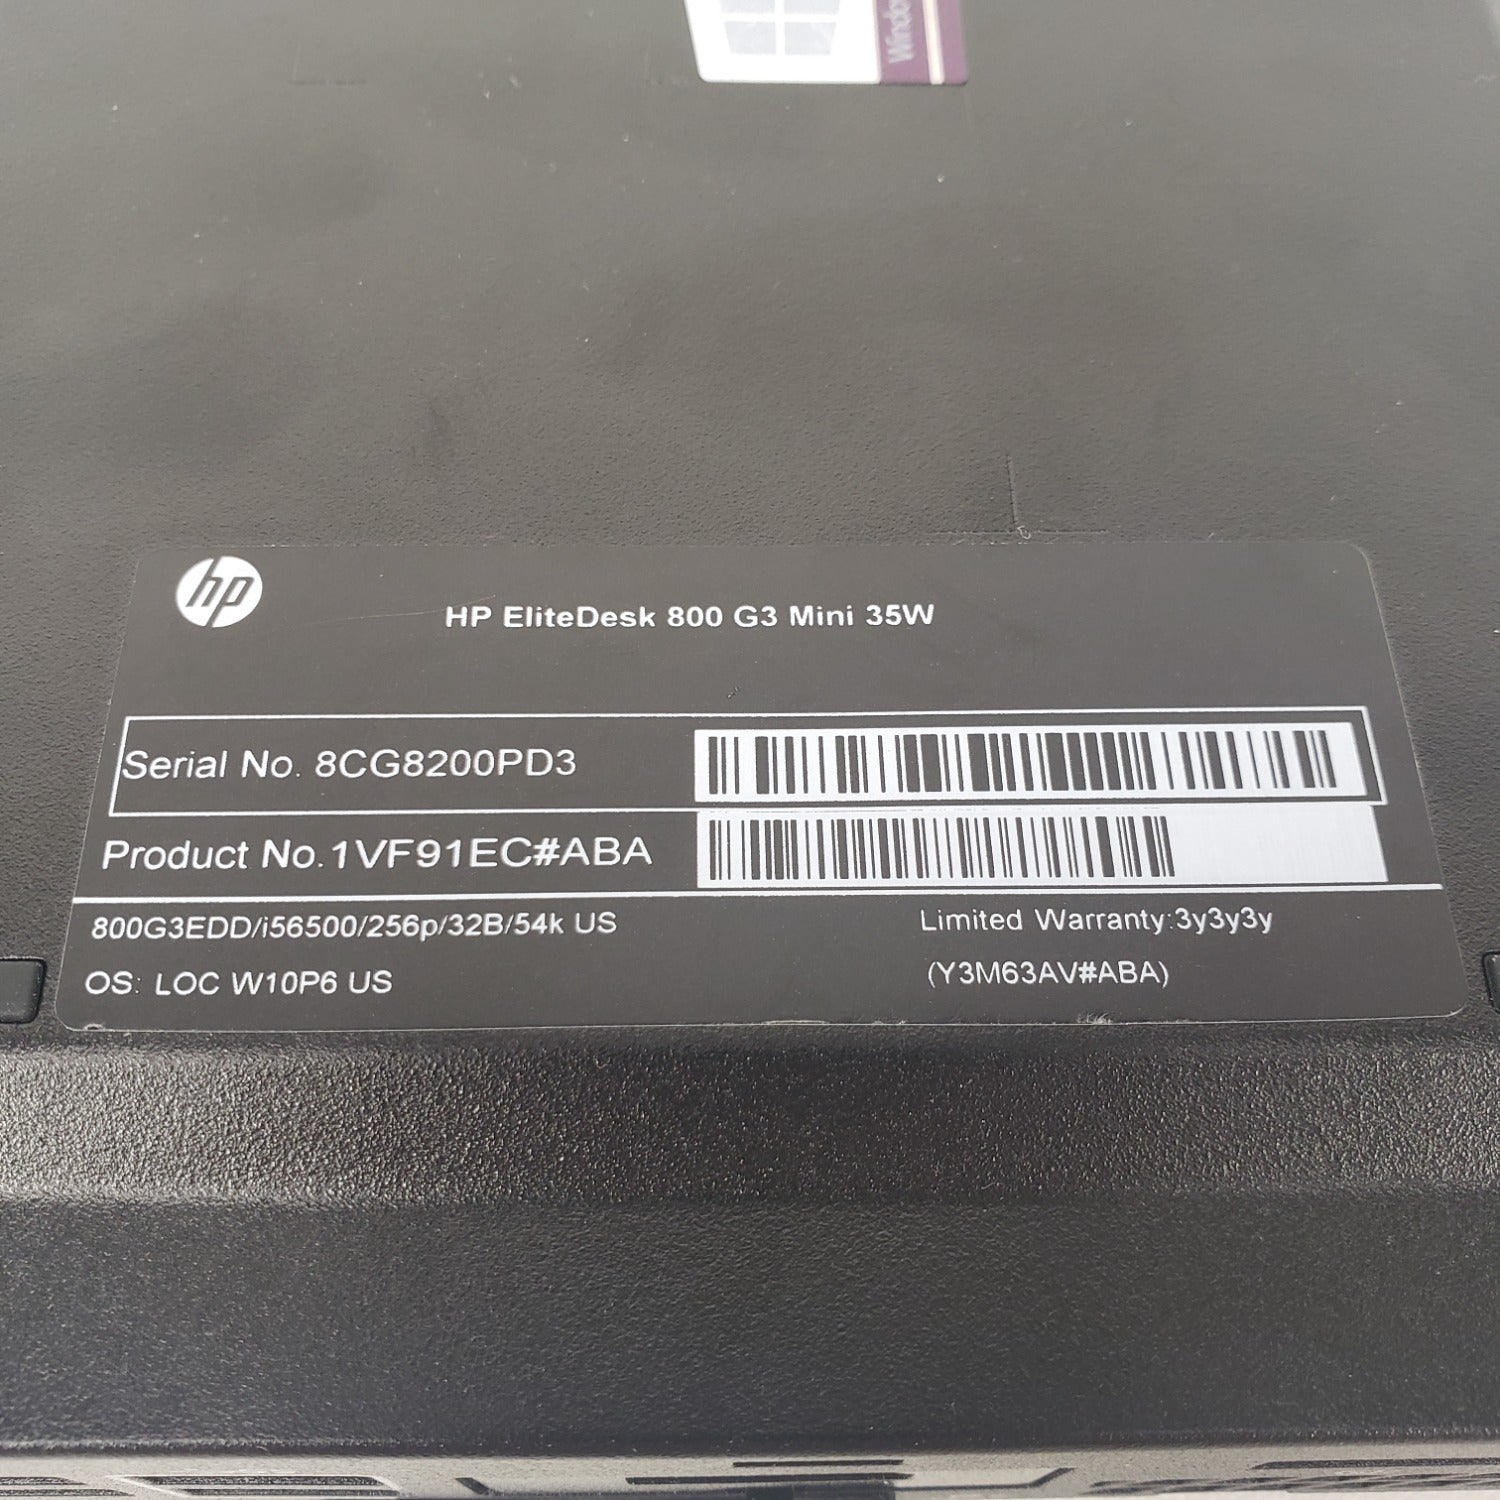 Windo
hp
HP EliteDesk 800 G3 Mini 35W
Serial No. 8CG8200PD3
Product No.1VF91EC#ABA
800G3EDD/i56500/256p/32B/54k US
Limited Warranty:3y3y3y
OS: LOC W10P6 US
(Y3M63AV#ABA)